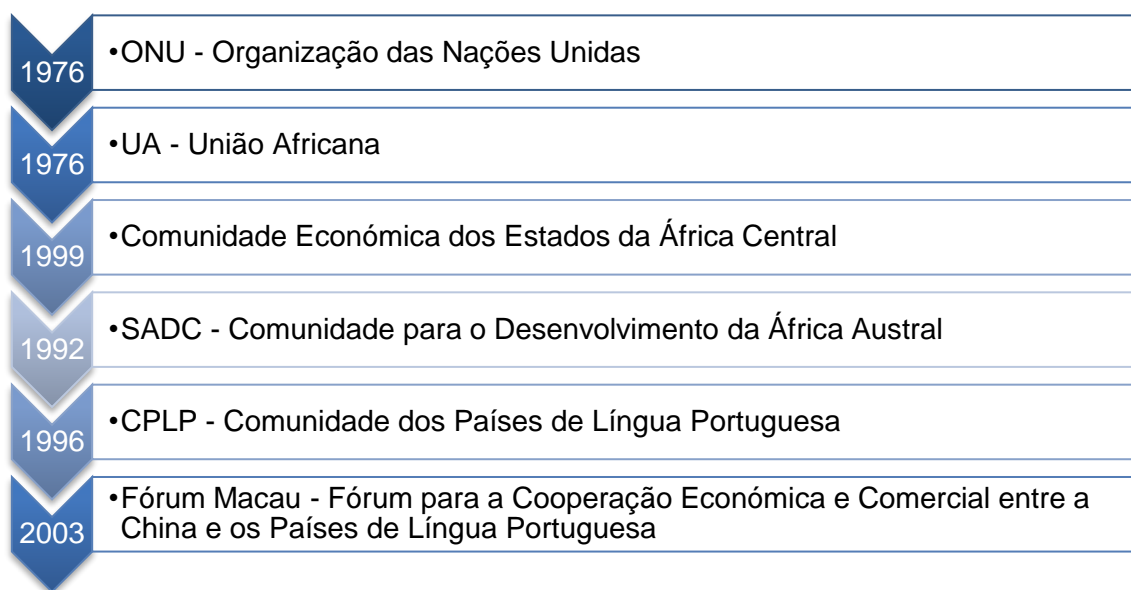 1976
•ONU - Organização das Nações Unidas
1976
•UA - União Africana
1999
•Comunidade Económica dos Estados da África Central
1992
•SADC - Comunidade para o Desenvolvimento da África Austral
1996
•CPLP - Comunidade dos Países de Língua Portuguesa
2003
•Fórum Macau - Fórum para a Cooperação Económica e Comercial entre a
China e os Países de Língua Portuguesa